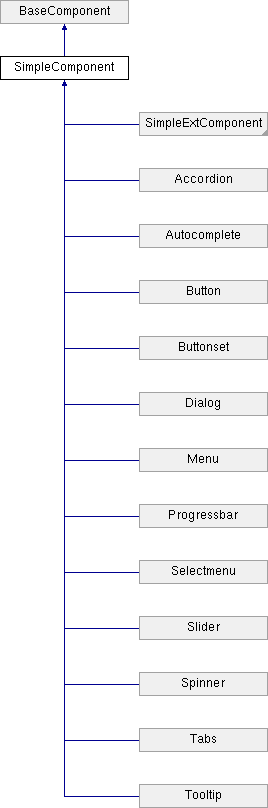 BaseComponent
SimpleComponent
SimpleExtComponent
Accordion
Autocomplete
Button
Buttonset
Dialog
Menu
Progressbar
Selectmenu
Slider
Spinner
Tabs
Tooltip